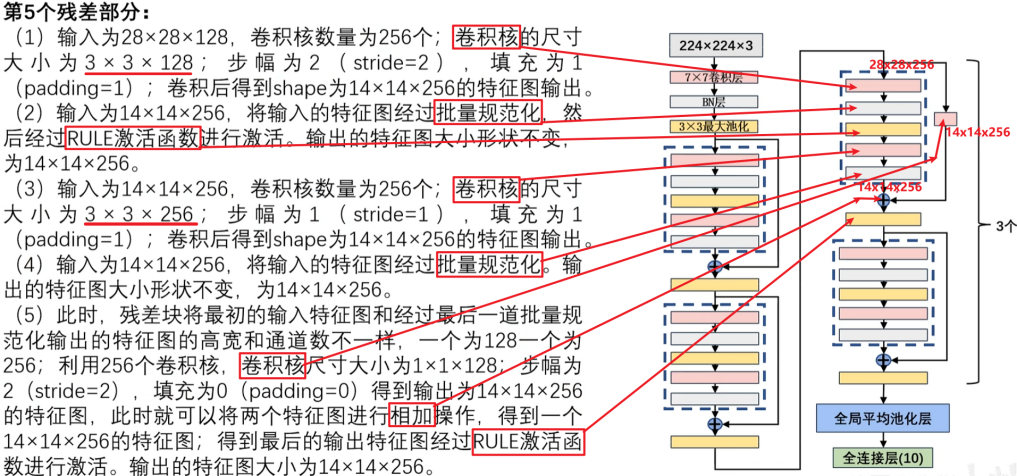 第5个残差部分：
（1）输入为28×28×128，卷积核数量为256个；卷积核的尺寸
大小为3×3×128；步幅为2（stride=2），填充为1
（padding=1）；卷积后得到shape为14×14×256的特征图输出。
（2）输入为14×14×256，将输入的特征图经过批量规范化，然
后经过RULE激活函数进行激活。输出的特征图大小形状不变，
为14×14×256。
（3）输入为14×14×256，卷积核数量为256个；卷积核的尺寸
大小为3×3×256；步幅为1（stride=1），填充为1
（padding=1）；卷积后得到shape为14×14×256的特征图输出。
（4）输入为14×14×256，将输入的特征图经过批量规范化。输
出的特征图大小形状不变，为14×14×256。
（5）此时，残差块将最初的输入特征图和经过最后一道批量规
范化输出的特征图的高宽和通道数不一样，一个为128一个为
256；利用256个卷积核，卷积核尺寸大小为1×1×128；步幅为
2（stride=2），填充为0（padding=0）得到输出为14×14×256
的特征图，此时就可以将两个特征图进行相加操作，得到一个
14×14×256的特征图；得到最后的输出特征图经过RULE激活函
数进行激活。输出的特征图大小为14×14×256。
224×224×3
7×7卷积层
BN层
3×3最大池化
28x28x256
14x14x256
14x14x256
3个
全局平均池化层
全连接层(10)